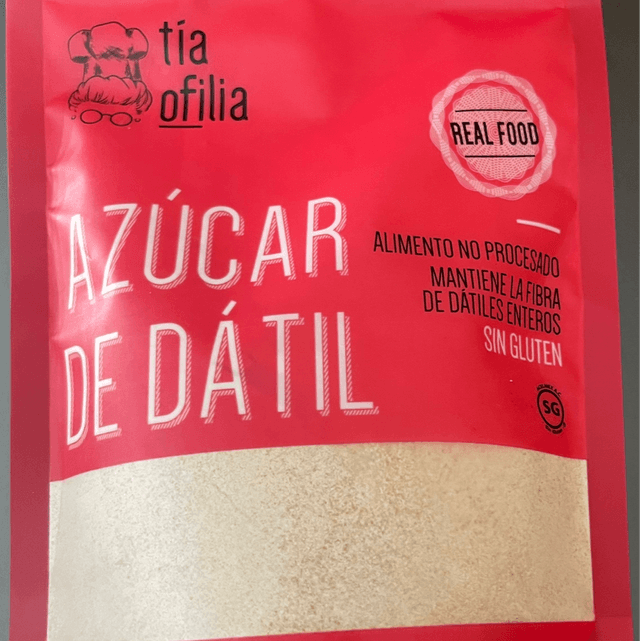 tía
ofilia
REAL FOOD
AZÚCAR
DE DÁTIL
ALIMENTO NO PROCESADO
MANTIENE LA FIBRA
DE DÁTILES ENTEROS
SIN GLUTEN
SG